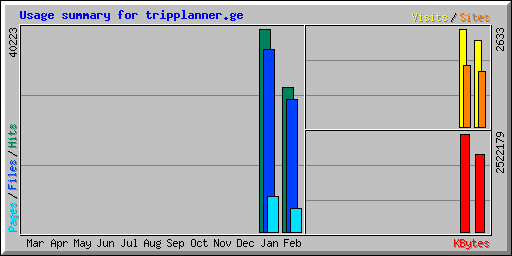 Usage summary for tripplanner.ge
Visits / Sites
40223
2633
Pages / Files / Hits
2522179
Mar Apr May Jun Jul Aug Sep Oct Nov Dec Jan Feb
KBytes